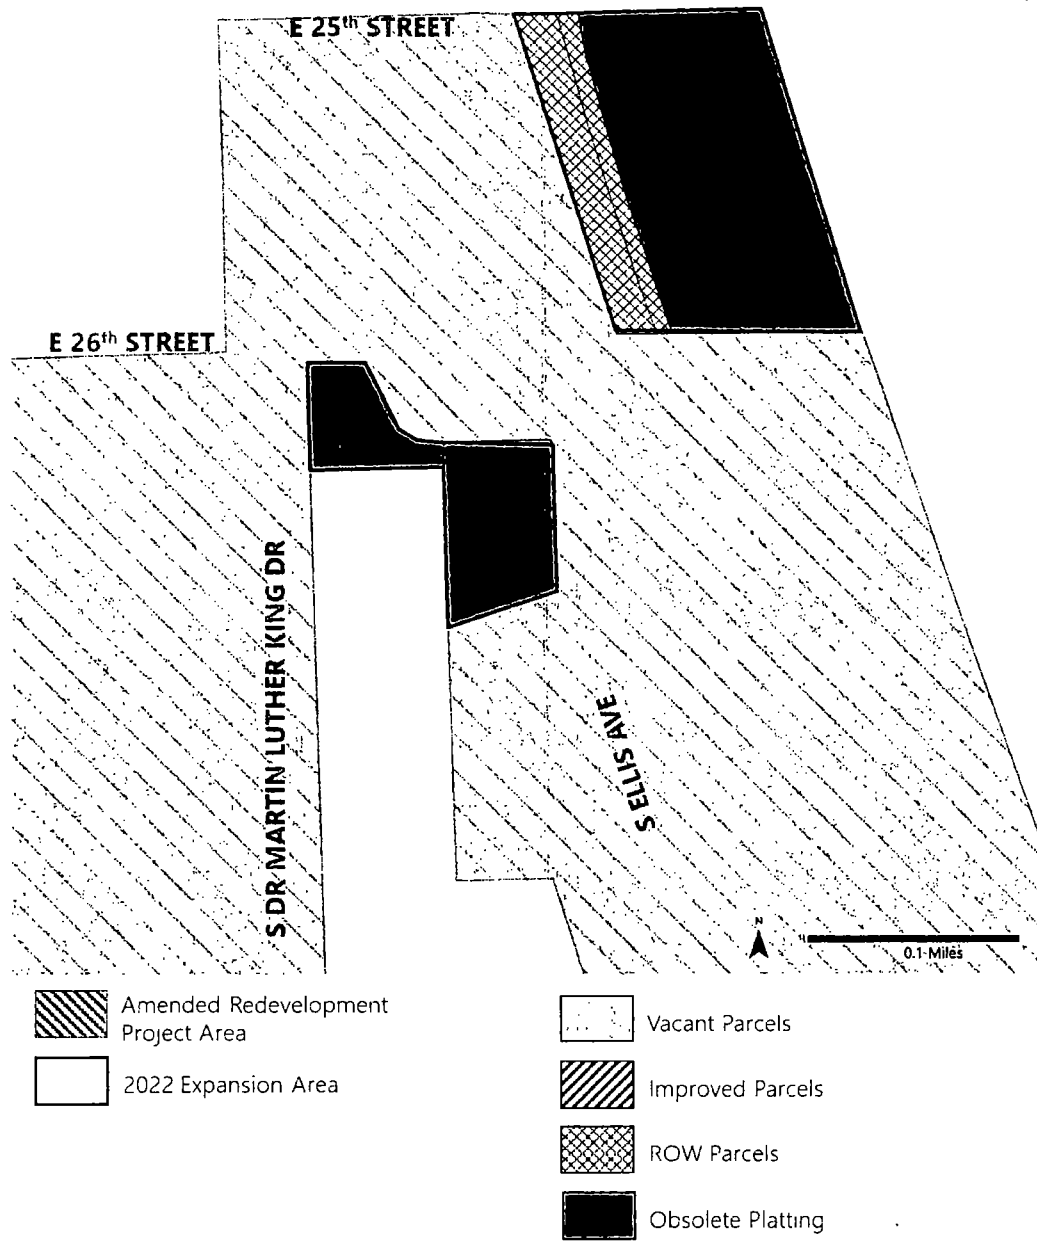 E 25th STREET
E 26th STREET
S DR MARTIN LUTHER KING DR
S ELLIS AVE
N
0.1 Miles
Amended Redevelopment
Project Area
2022 Expansion Area
Vacant Parcels
Improved Parcels
ROW Parcels
Obsolete Platting